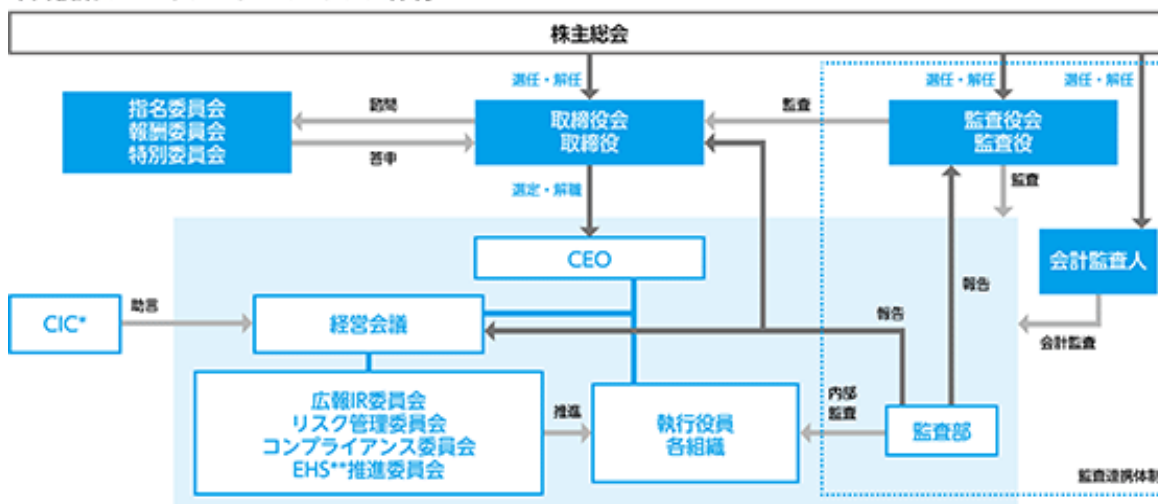 株主総会
選任・解任
選任・解任
選任・解任
指名委員会
報酬委員会
特別委員会
諮問
答申
取締役会
取締役
監査
監査役会
監査役
監査
選定・解職
CEO
会計監査人
報告
CIC*
助言
経営会議
報告
会計監査
広報IR委員会
リスク管理委員会
コンプライアンス委員会
EHS**推進委員会
推進
執行役員
各組織
内部
監査
監査部
監査連携体制